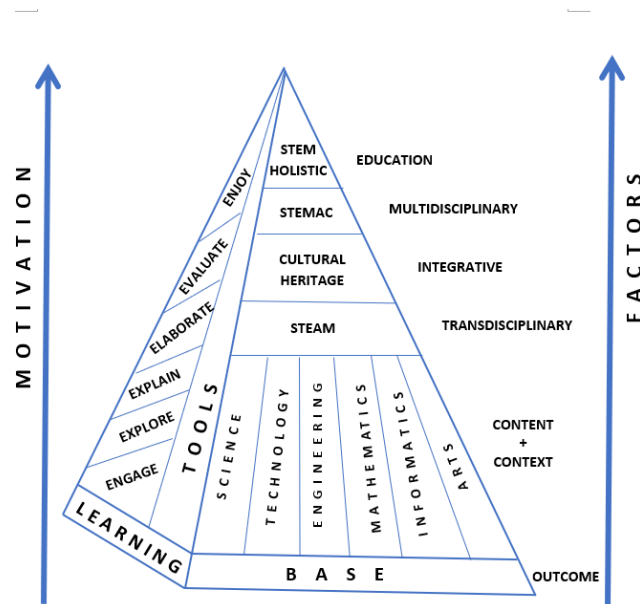 STEM
HOLISTIC
EDUCATION
STEMAC
MULTIDISCIPLINARY
CULTURAL
HERITAGE
INTEGRATIVE
STEAM
TRANSDISCIPLINARY
ENJOY
EVALUATE
ELABORATE
EXPLAIN
EXPLORE
ENGAGE
TOOLS
SCIENCE
TECHNOLOGY
ENGINEERING
MATHEMATICS
INFORMATICS
ARTS
CONTENT
+
CONTEXT
LEARNING
BASE
OUTCOME
MOTIVATION
FACTORS